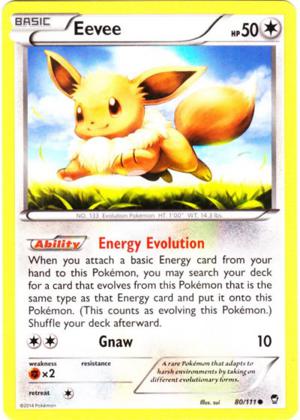 BASIC
Eevee
HP50
NO. 133 Evolution Pokémon HT. 1'00" WT. 14.3 lbs.
Ability Energy Evolution
When you attach a basic Energy card from your
hand to this Pokémon, you may search your deck
for a card that evolves from this Pokémon that is the
same type as that Energy card and put it onto this
Pokémon. (This counts as evolving this Pokémon.)
Shuffle your deck afterward.
Gnaw 10
weakness resistance
×2
retreat
A rare Pokémon that adapts to
harsh environments by taking on
different evolutionary forms.
©2014 Pokémon
Illus. sui
80/111